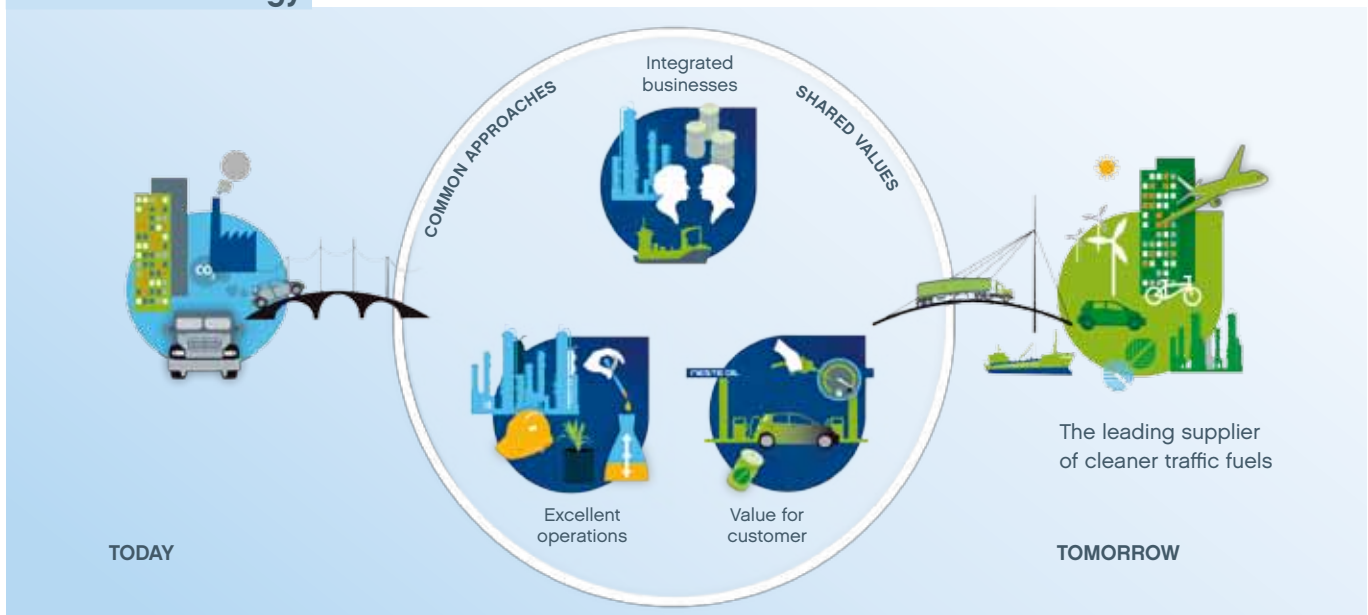 Integrated
businesses
COMMON APPROACHES
SHARED VALUES
CO₂
NESTE OIL
The leading supplier
of cleaner traffic fuels
Excellent
operations
Value for
customer
TODAY
TOMORROW